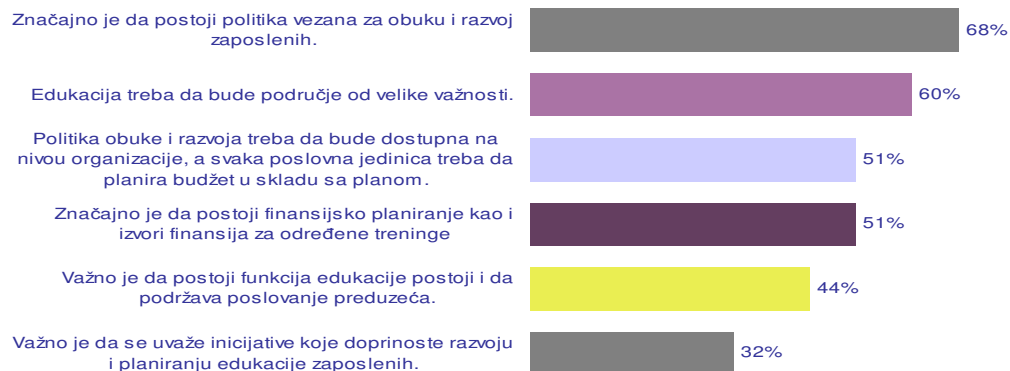 Značajno je da postoji politika vezana za obuku i razvoj
zaposlenih.
68%
Edukacija treba da bude područje od velike važnosti.
60%
Politika obuke i razvoja treba da bude dostupna na
nivou organizacije, a svaka poslovna jedinica treba da
planira budžet u skladu sa planom.
51%
Značajno je da postoji finansijsko planiranje kao i
izvori finansija za određene treninge
51%
Važno je da postoji funkcija edukacije postoji i da
podržava poslovanje preduzeća.
44%
Važno je da se uvaže inicijative koje doprinoste razvoju
i planiranju edukacije zaposlenih.
32%